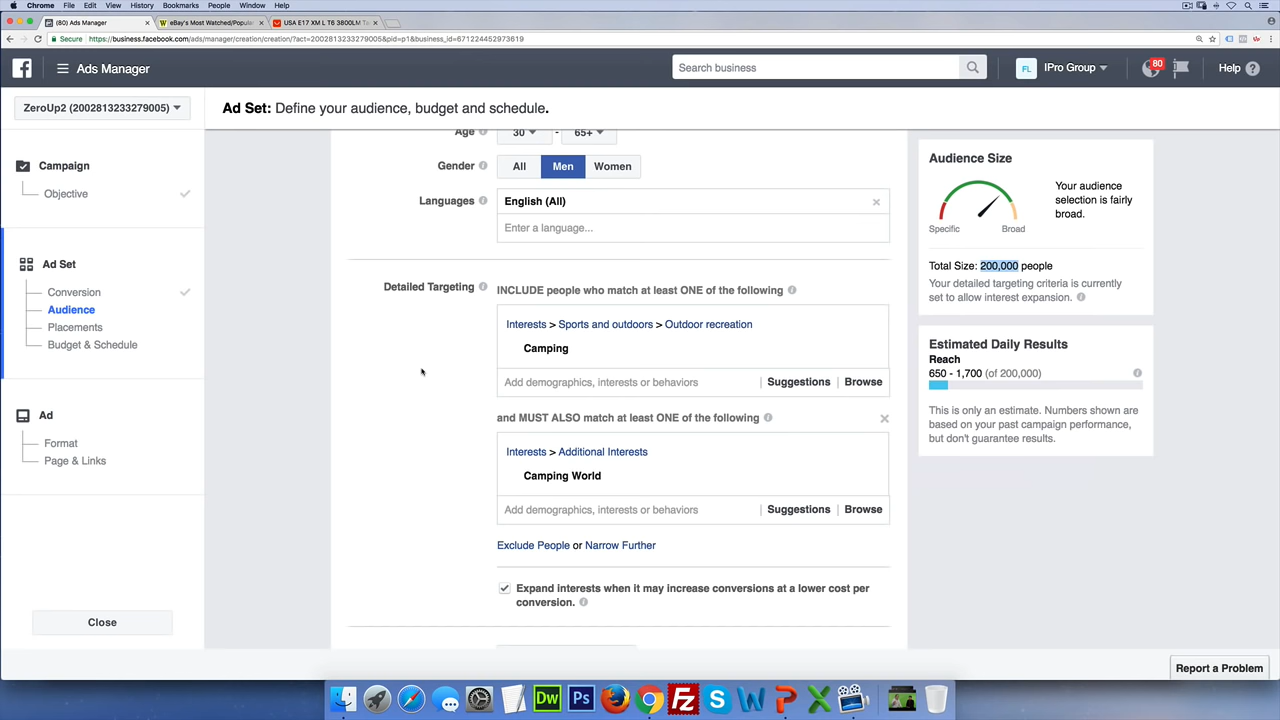 Chrome File Edit View History Bookmarks People Window Help
(80) Ads Manager
eBay's Most Watched/Popular
USA E17 XM L T6 3800LM Ta
Secure https://business.facebook.com/ads/manager/creation/creation/?act=2002813233279005&pid=p1&business_id=671224452973619
Ads Manager
Search business
FL
IPro Group
80
Help
ZeroUp2 (2002813233279005)
Ad Set: Define your audience, budget and schedule.
Campaign
Objective
Ad Set
Conversion
Audience
Placements
Budget & Schedule
Ad
Format
Page & Links
Close
Age
30 - 65+
Gender
All Men Women
Languages
English (All)
Enter a language...
Detailed Targeting
INCLUDE people who match at least ONE of the following
Interests > Sports and outdoors > Outdoor recreation
Camping
Add demographics, interests or behaviors | Suggestions | Browse
and MUST ALSO match at least ONE of the following
Interests > Additional Interests
Camping World
Add demographics, interests or behaviors | Suggestions | Browse
Exclude People or Narrow Further
Expand interests when it may increase conversions at a lower cost per
conversion.
Audience Size
Specific
Broad
Your audience
selection is fairly
broad.
Total Size: 200,000 people
Your detailed targeting criteria is currently
set to allow interest expansion.
Estimated Daily Results
Reach
650 - 1,700 (of 200,000)
This is only an estimate. Numbers shown are
based on your past campaign performance,
but don't guarantee results.
Report a Problem
Dw
Ps
Fz